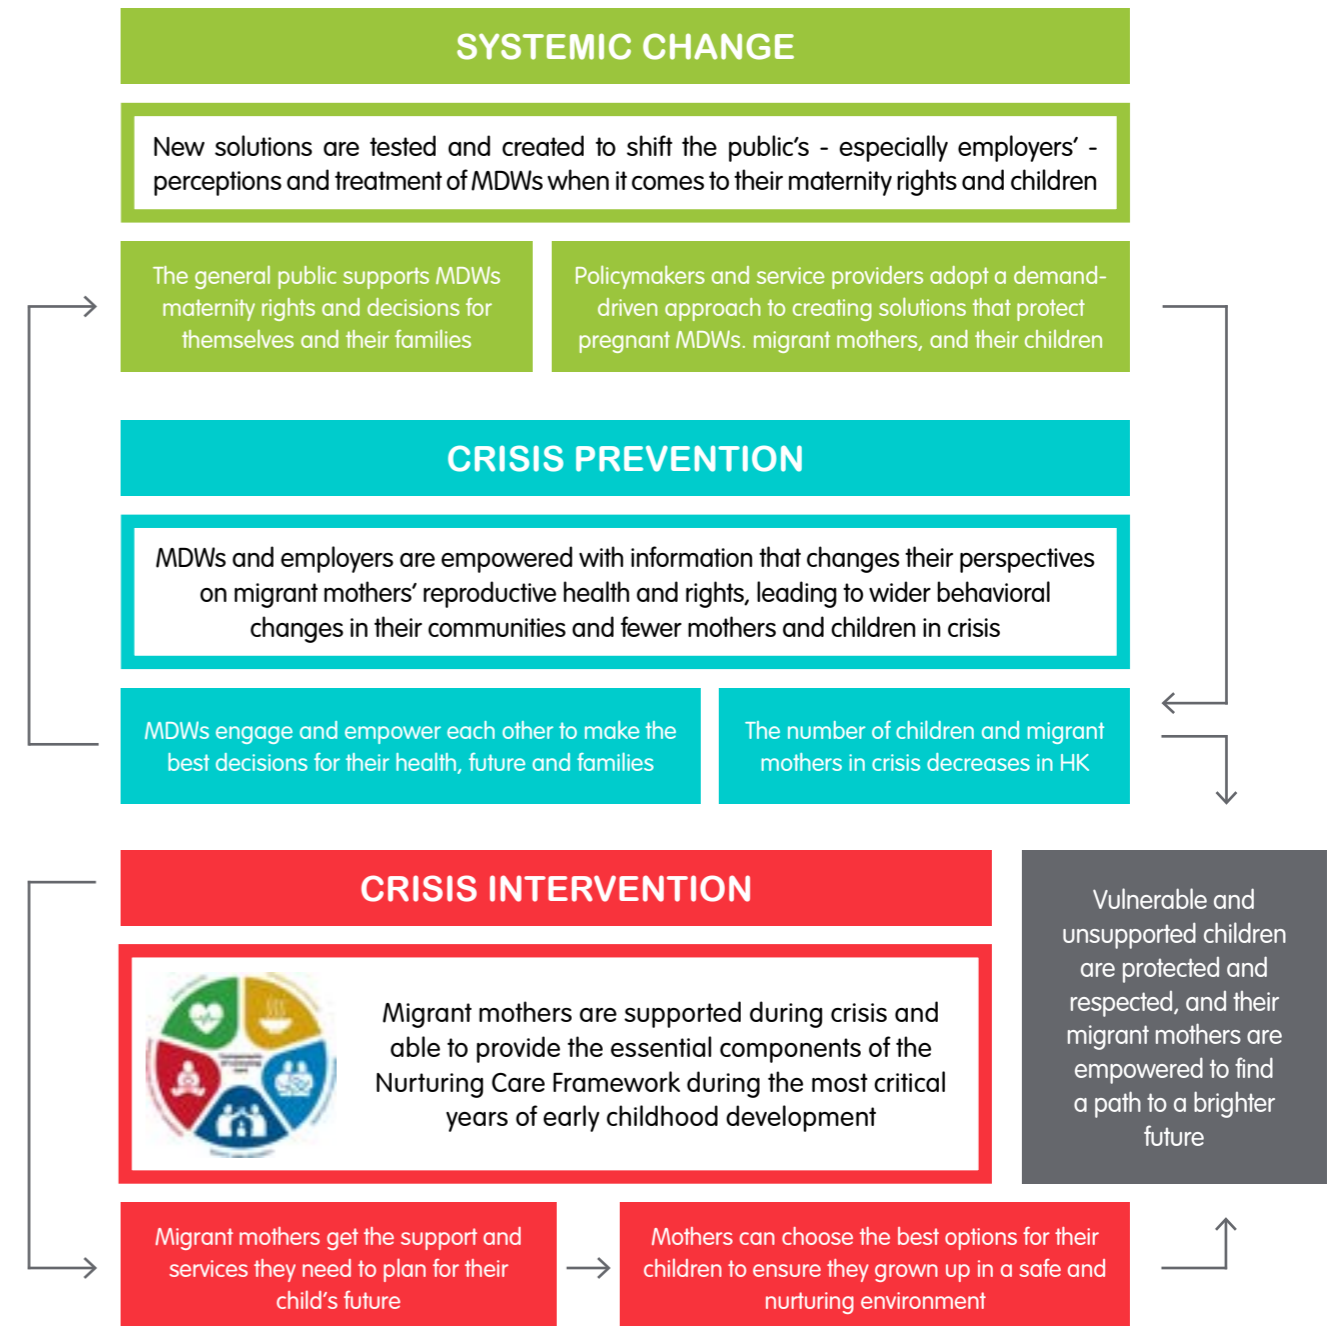 SYSTEMIC CHANGE
New solutions are tested and created to shift the public's - especially employers' -
perceptions and treatment of MDWs when it comes to their maternity rights and children
The general public supports MDWs
maternity rights and decisions for
themselves and their families
Policymakers and service providers adopt a demand-
driven approach to creating solutions that protect
pregnant MDWs. migrant mothers, and their children
CRISIS PREVENTION
MDWs and employers are empowered with information that changes their perspectives
on migrant mothers' reproductive health and rights, leading to wider behavioral
changes in their communities and fewer mothers and children in crisis
MDWs engage and empower each other to make the
best decisions for their health, future and families
The number of children and migrant
mothers in crisis decreases in HK
CRISIS INTERVENTION
Migrant mothers are supported during crisis and
able to provide the essential components of the
Nurturing Care Framework during the most critical
years of early childhood development
Vulnerable and
unsupported children
are protected and
respected, and their
migrant mothers are
empowered to find
a path to a brighter
future
Migrant mothers get the support and
services they need to plan for their
child's future
Mothers can choose the best options for their
children to ensure they grown up in a safe and
nurturing environment